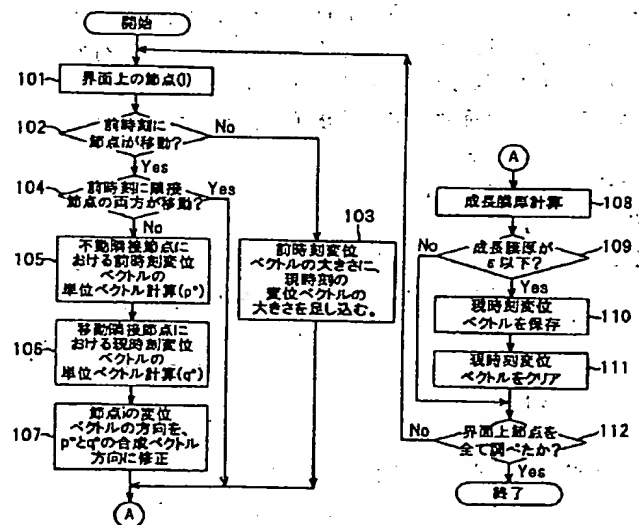 開始
101
界面上の節点(i)
102
前時刻に
節点iが移動?
No
Yes
104
前時刻に隣接
節点の両方が移動?
Yes
No
105
不動隣接節点に
おける前時刻変位
ベクトルの
単位ベクトル計算(p°)
106
移動隣接節点に
おける現時刻変位
ベクトルの
単位ベクトル計算(q°)
107
節点iの変位
ベクトルの方向を、
p°とq°の合成ベクトル
方向に修正
A
103
前時刻変位
ベクトルの大きさに、
現時刻の
変位ベクトルの
大きさを足し込む。
A
成長膜厚計算
108
成長膜厚が
ε以下?
109
No
Yes
現時刻変位
ベクトルを保存
110
現時刻変位
ベクトルをクリア
111
界面上節点を
全て調べたか?
112
No
Yes
終了